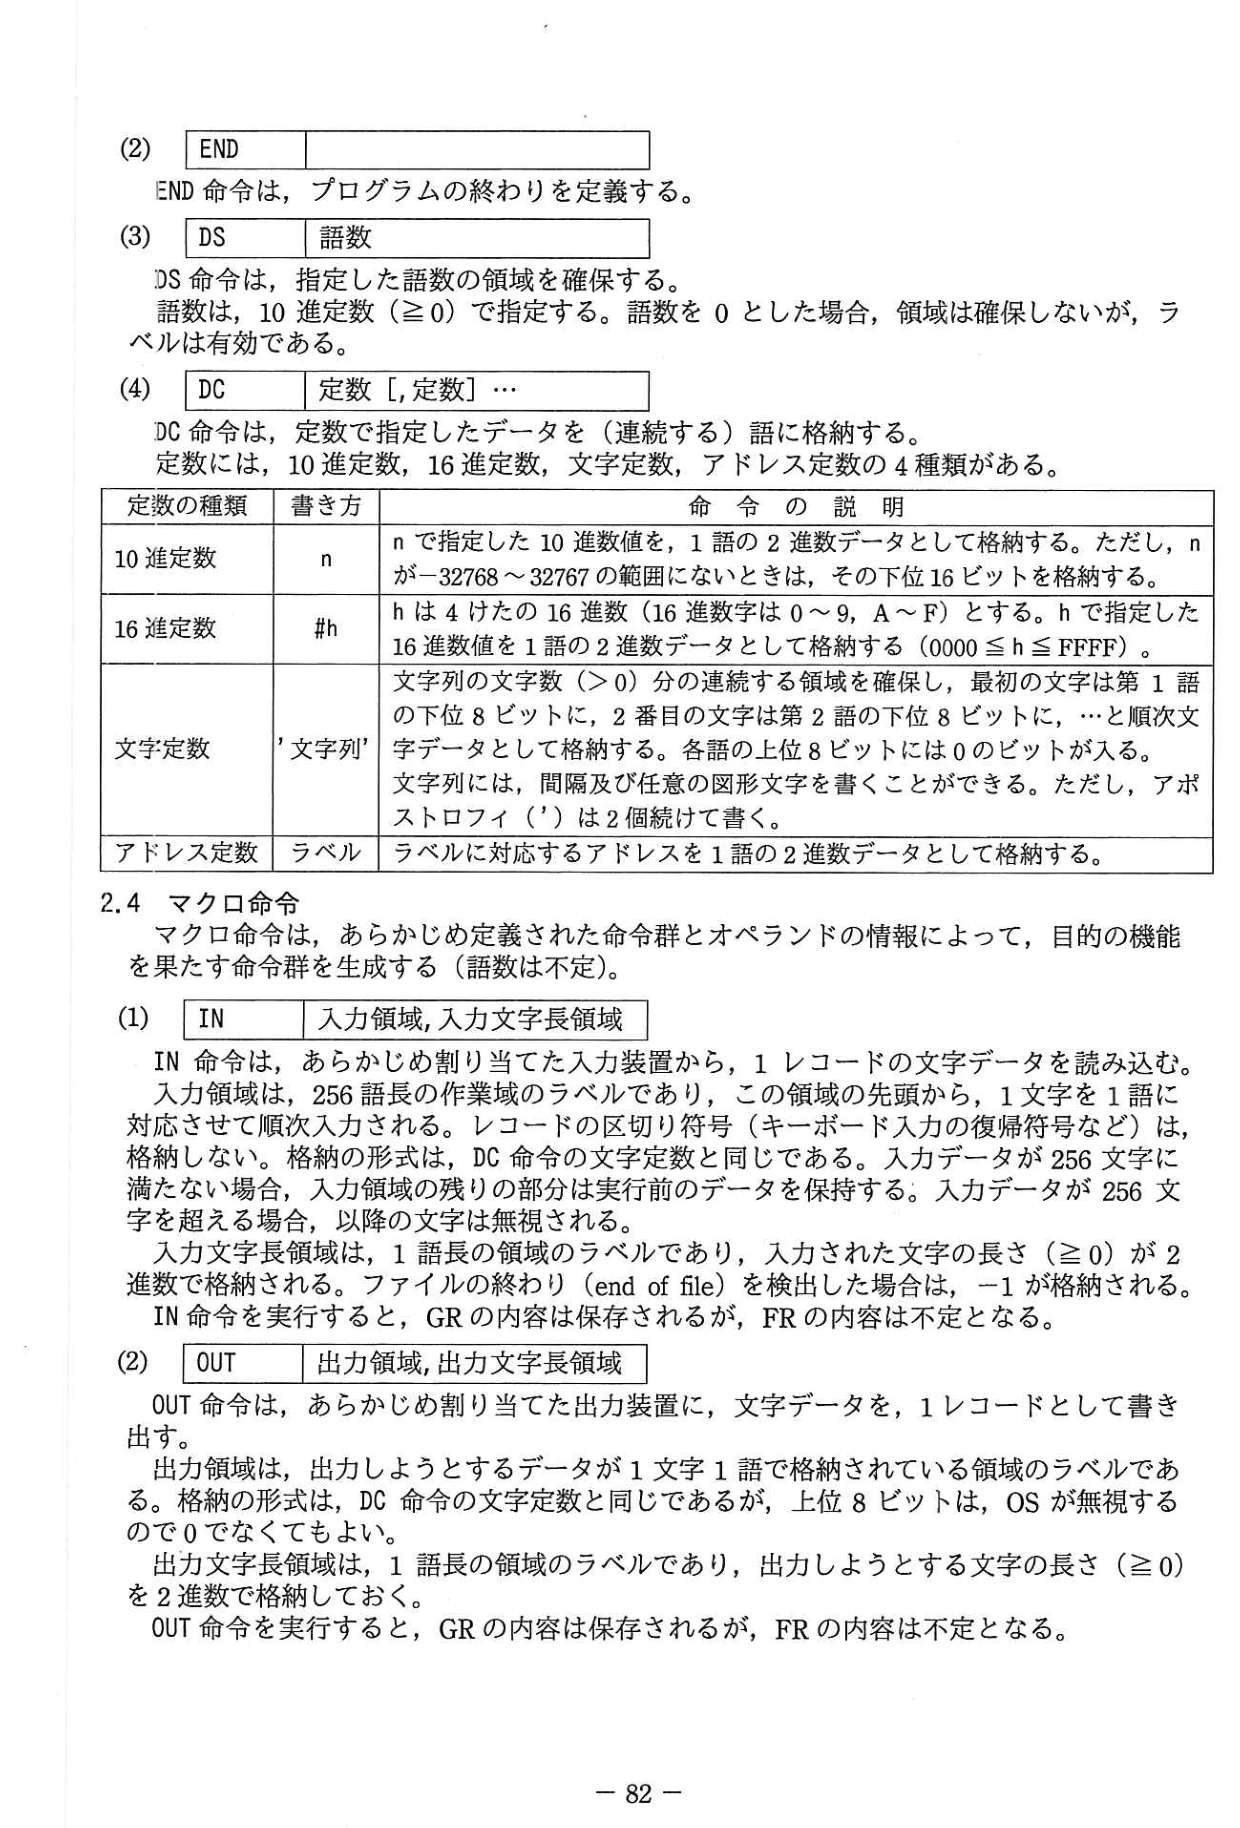 (2) END
END 命令は，プログラムの終わりを定義する。
(3) DS 語数
DS 命令は，指定した語数の領域を確保する。
語数は，10 進定数（≧0）で指定する。語数を 0 とした場合，領域は確保しないが，ラ
ベルは有効である。
(4) DC 定数［,定数］…
DC 命令は，定数で指定したデータを（連続する）語に格納する。
定数には，10 進定数，16 進定数，文字定数，アドレス定数の 4 種類がある。
定数の種類 書き方 命 令 の 説 明
10 進定数 n n で指定した 10 進数値を，1 語の 2 進数データとして格納する。ただし，n
が－32768～32767 の範囲にないときは，その下位 16 ビットを格納する。
16 進定数 #h h は 4 けたの 16 進数（16 進数字は 0～9，A～F）とする。h で指定した
16 進数値を 1 語の 2 進数データとして格納する（0000 ≦ h ≦ FFFF）。
文字定数 '文字列' 文字列の文字数（＞0）分の連続する領域を確保し，最初の文字は第 1 語
の下位 8 ビットに，2 番目の文字は第 2 語の下位 8 ビットに，…と順次文
字データとして格納する。各語の上位 8 ビットには 0 のビットが入る。
文字列には，間隔及び任意の図形文字を書くことができる。ただし，アポ
ストロフィ（'）は 2 個続けて書く。
アドレス定数 ラベル ラベルに対応するアドレスを 1 語の 2 進数データとして格納する。
2.4 マクロ命令
マクロ命令は，あらかじめ定義された命令群とオペランドの情報によって，目的の機能
を果たす命令群を生成する（語数は不定）。
(1) IN 入力領域,入力文字長領域
IN 命令は，あらかじめ割り当てた入力装置から，1 レコードの文字データを読み込む。
入力領域は，256 語長の作業域のラベルであり，この領域の先頭から，1 文字を 1 語に
対応させて順次入力される。レコードの区切り符号（キーボード入力の復帰符号など）は，
格納しない。格納の形式は，DC 命令の文字定数と同じである。入力データが 256 文字に
満たない場合，入力領域の残りの部分は実行前のデータを保持する。入力データが 256 文
字を超える場合，以降の文字は無視される。
入力文字長領域は，1 語長の領域のラベルであり，入力された文字の長さ（≧0）が 2
進数で格納される。ファイルの終わり（end of file）を検出した場合は，－1 が格納される。
IN 命令を実行すると，GR の内容は保存されるが，FR の内容は不定となる。
(2) OUT 出力領域,出力文字長領域
OUT 命令は，あらかじめ割り当てた出力装置に，文字データを，1 レコードとして書き
出す。
出力領域は，出力しようとするデータが 1 文字 1 語で格納されている領域のラベルであ
る。格納の形式は，DC 命令の文字定数と同じであるが，上位 8 ビットは，OS が無視する
ので 0 でなくてもよい。
出力文字長領域は，1 語長の領域のラベルであり，出力しようとする文字の長さ（≧0）
を 2 進数で格納しておく。
OUT 命令を実行すると，GR の内容は保存されるが，FR の内容は不定となる。
－ 82 －